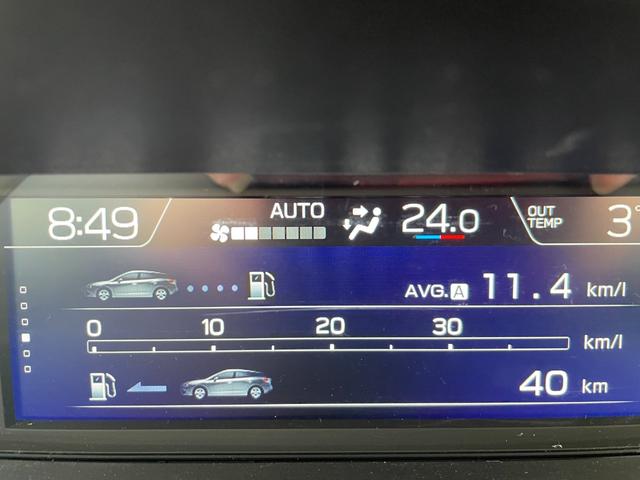 8:49 AUTO 24.0 OUT TEMP 3°
AVG. A 11.4 km/l
0 10 20 30 km/l
40 km